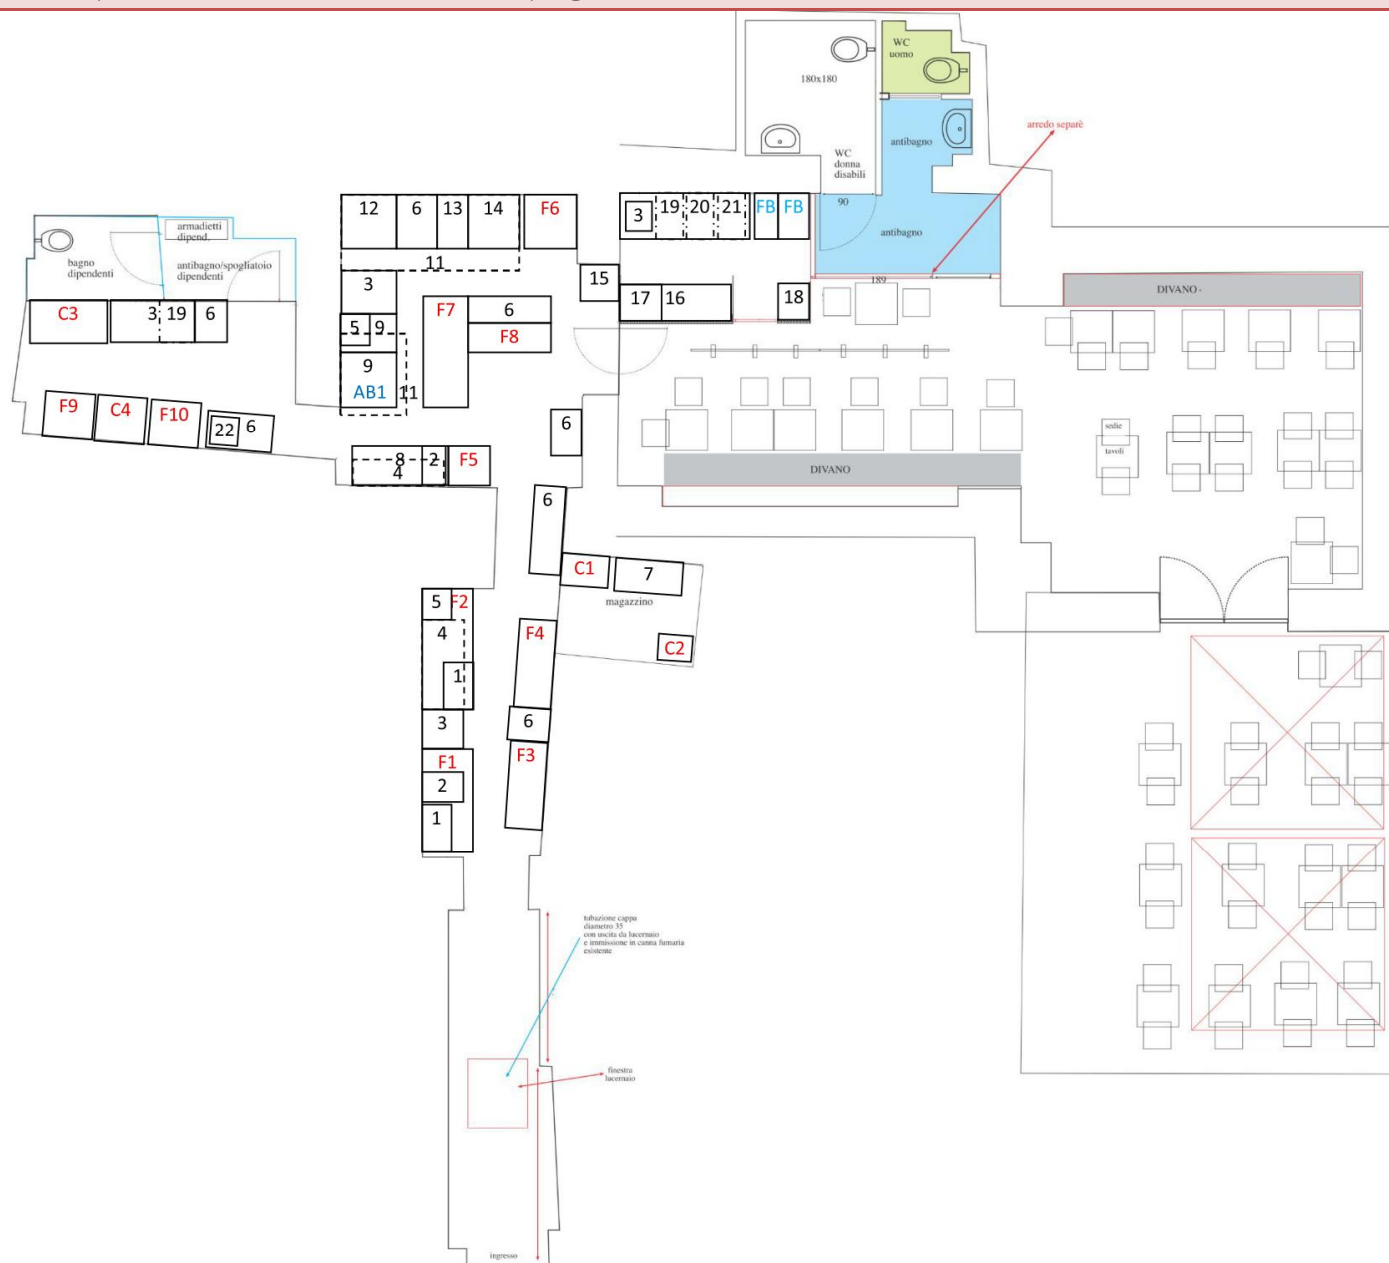 WC
uomo
180x180
arredo separè
antibagno
WC
donna
disabili
90
antibagno
189
12 6 13 14 F6
3 19 20 21 FB FB
armadietti
dipend.
bagno
dipendenti
antibagno/spogliatoio
dipendenti
11
3
15
17 16 18
DIVANO -
C3 3 19 6
5 9
F7 6
F8
9
AB1 11
F9 C4 F10 22 6
6
sedie
tavoli
8 2 F5
4
DIVANO
6
C1 7
magazzino
5 F2
4
F4
C2
1
3 6
F1 F3
2
1
tubazione cappa
diametro 35
con uscita da lucernaio
e immissione in canna fumaria
esistente
finestra
lucernaio
ingresso